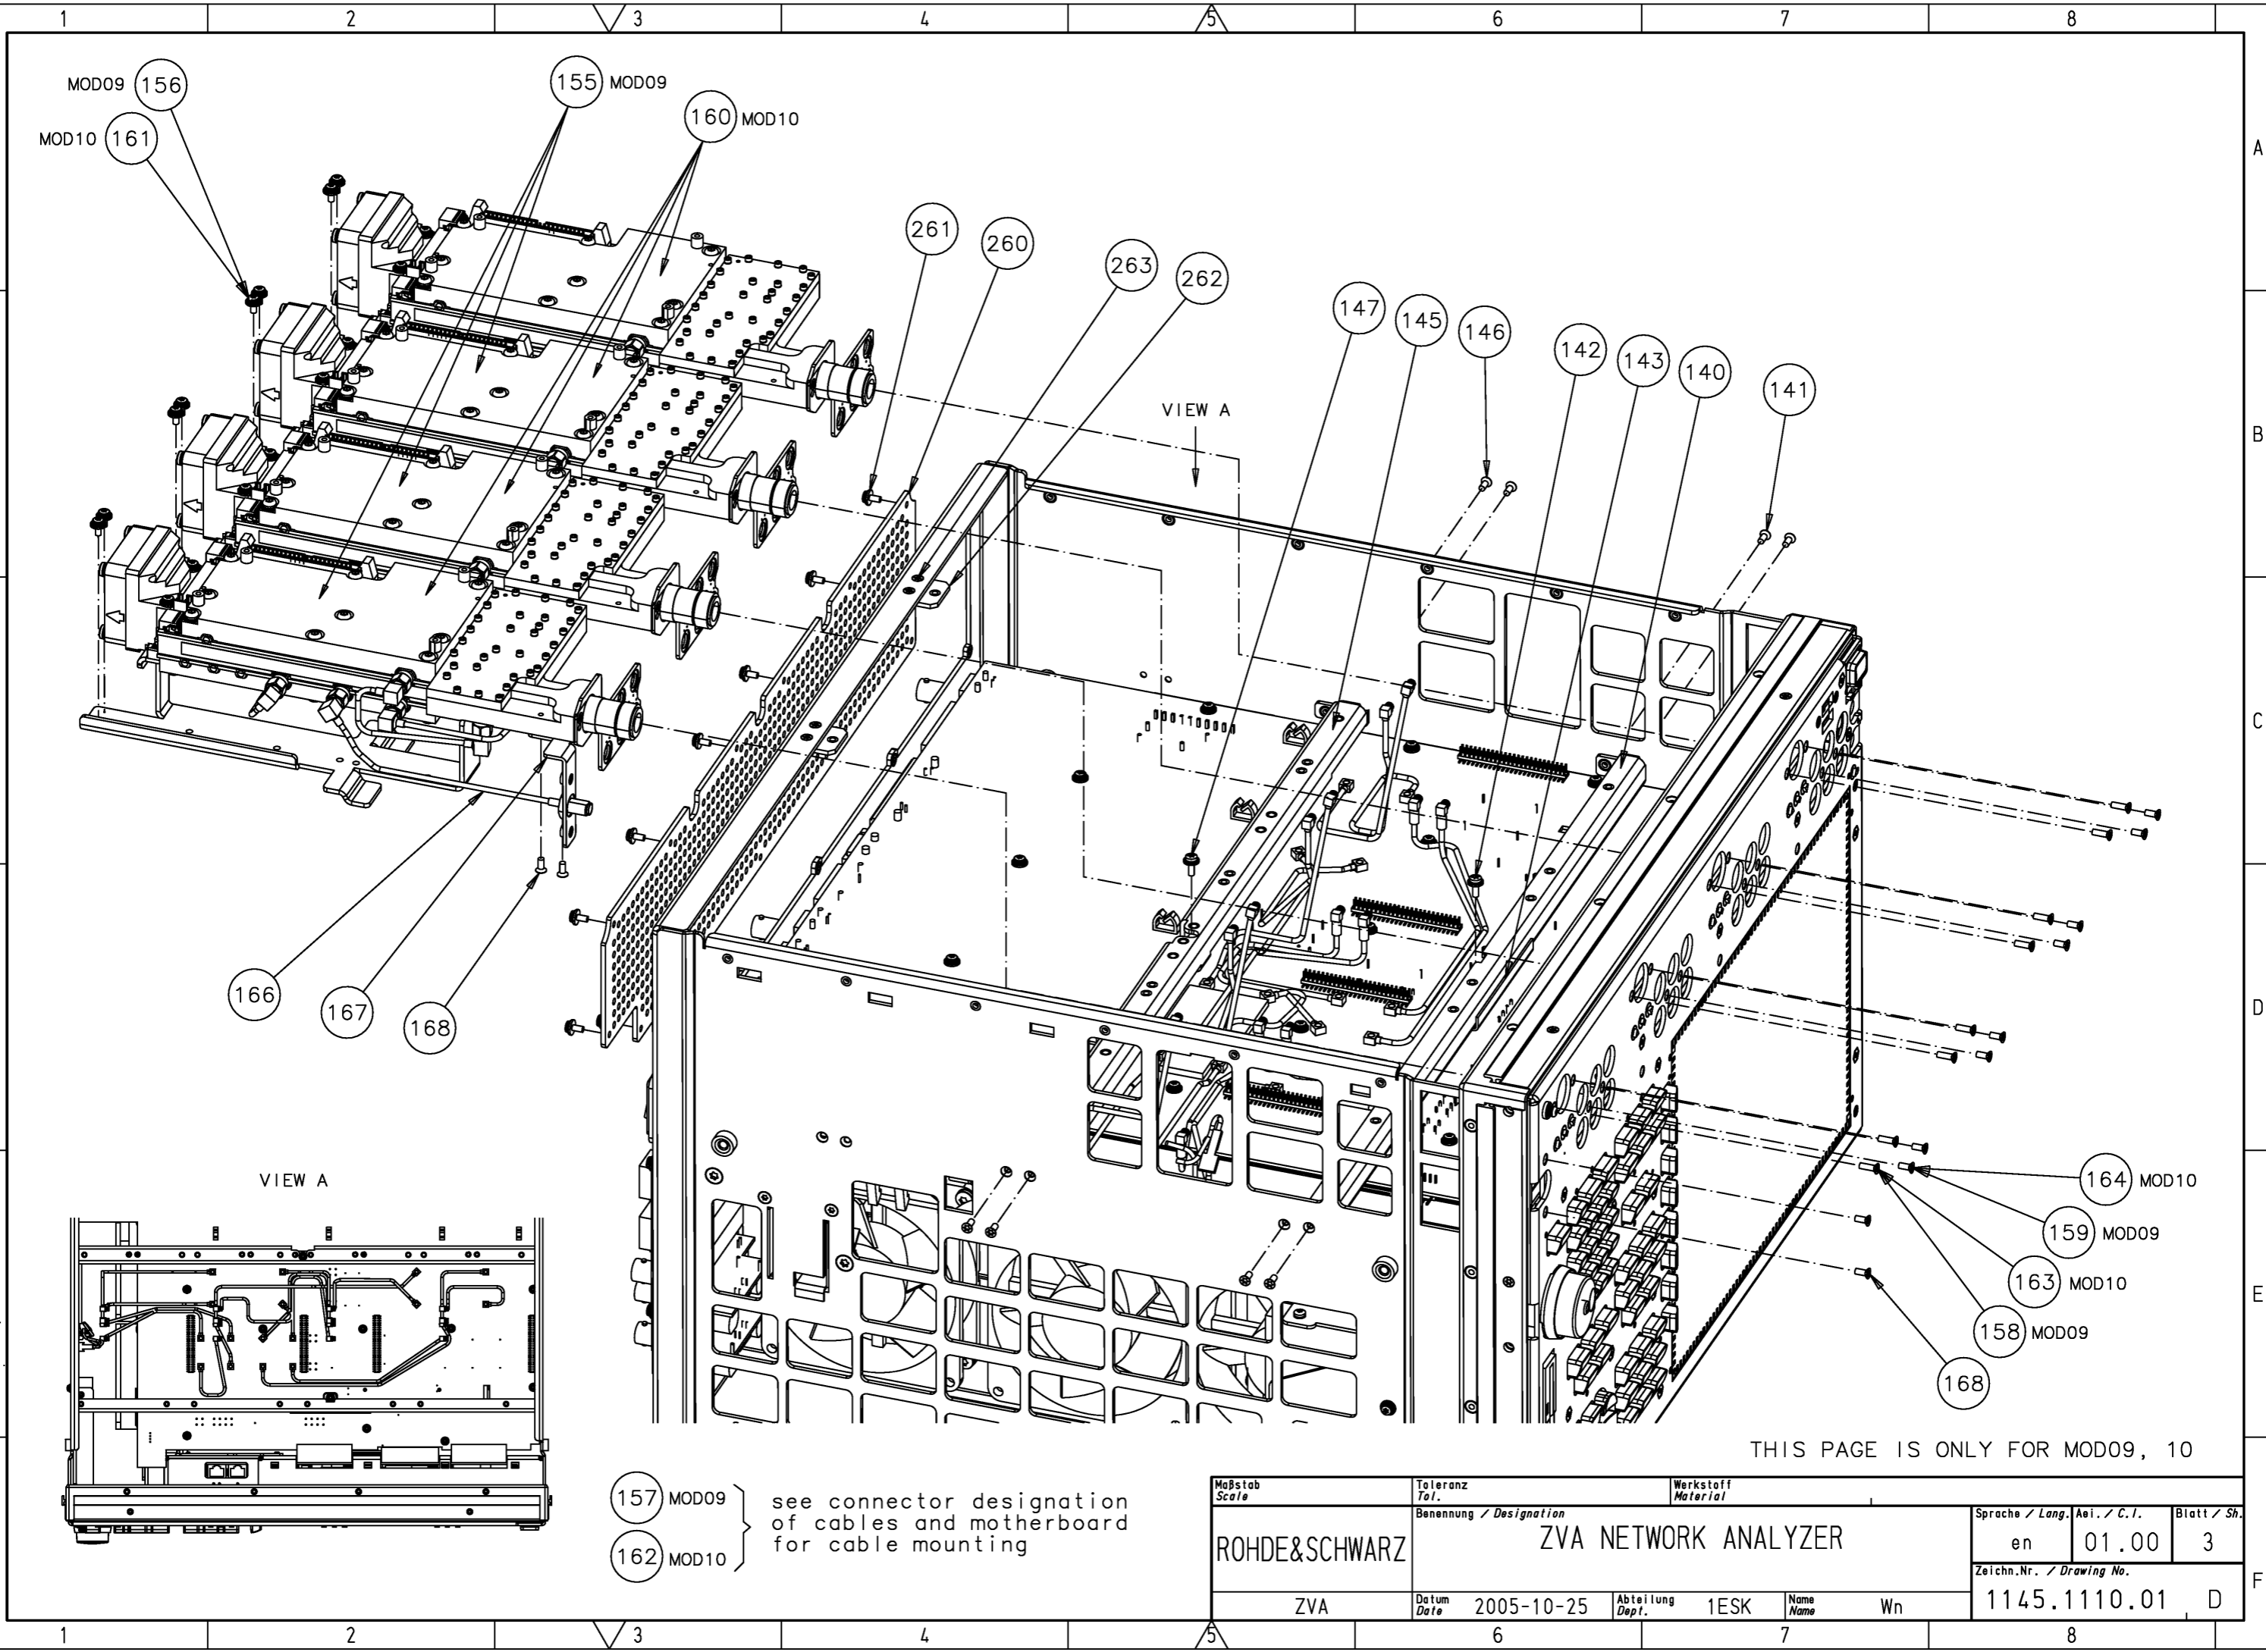 1 2 3 4 5 6 7 8
A
B
C
D
E
F
MOD09 156
MOD10 161
155 MOD09
160 MOD10
261
260
263
262
147
145
146
142
143
140
141
VIEW A
166
167
168
164 MOD10
159 MOD09
163 MOD10
158 MOD09
168
VIEW A
157 MOD09
162 MOD10
see connector designation
of cables and motherboard
for cable mounting
THIS PAGE IS ONLY FOR MOD09, 10
Maßstab
Scale
Toleranz
Tol.
Werkstoff
Material
ROHDE&SCHWARZ
Benennung / Designation
ZVA NETWORK ANALYZER
Sprache / Lang.
en
Aei. / C.I.
01.00
Blatt / Sh.
3
Zeichn.Nr. / Drawing No.
1145.1110.01 D
ZVA
Datum
Date
2005-10-25
Abteilung
Dept.
1ESK
Name
Name
Wn
1 2 3 4 5 6 7 8